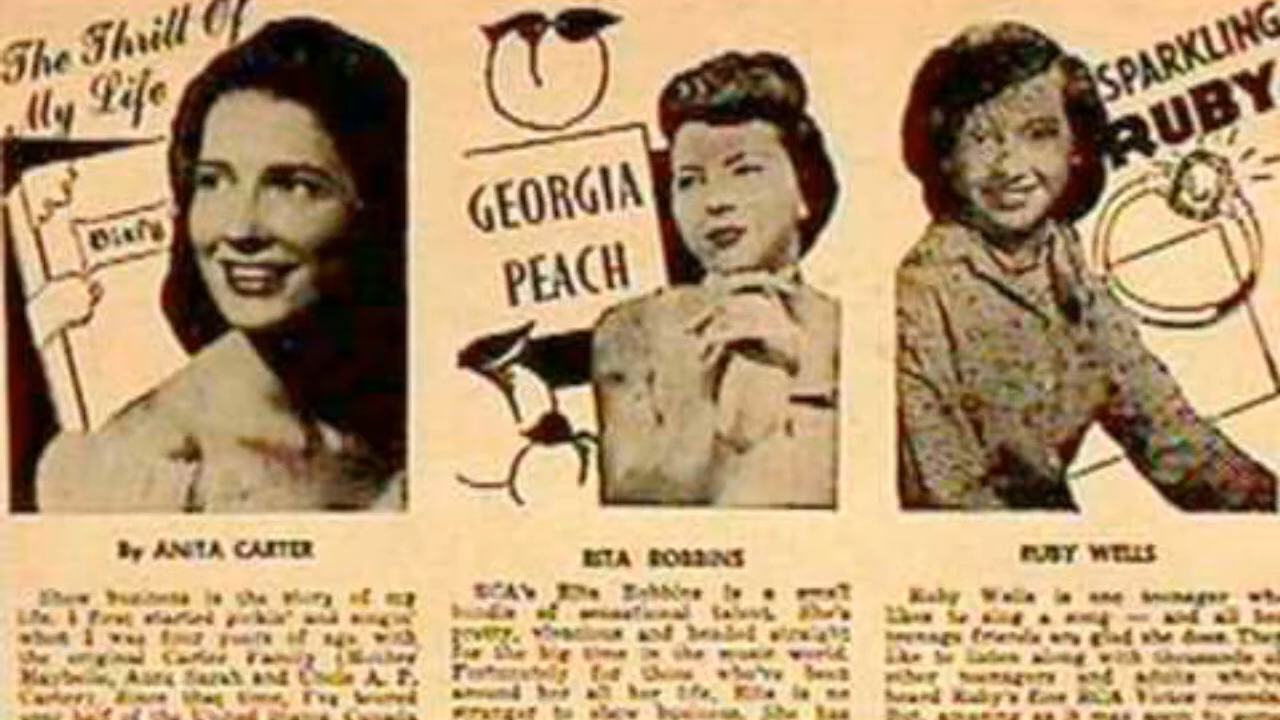 The Thrill Of
My Life
By ANITA CARTER
Show business is the story of my
life. I first started pickin' and singin'
when I was four years of age with
the original Carter Family (Mother
Maybelle, Aunt Sarah and Uncle A. P.
Carter). Since that time, I've toured
over half of the United States, Canada
GEORGIA
PEACH
RITA ROBBINS
RCA's Rita Robbins is a small
bundle of sensational talent. She's
pretty, vivacious and headed straight
for the big time in the music world.
Fortunately for those who've been
around her all her life, Rita is no
stranger to show business. She has
SPARKLING
RUBY
RUBY WELLS
Ruby Wells is one teenager who
likes to sing a song — and all her
teenage friends are glad she does. They
like to listen along with thousands of
other teenagers and adults who've
heard Ruby's fine RCA Victor records.